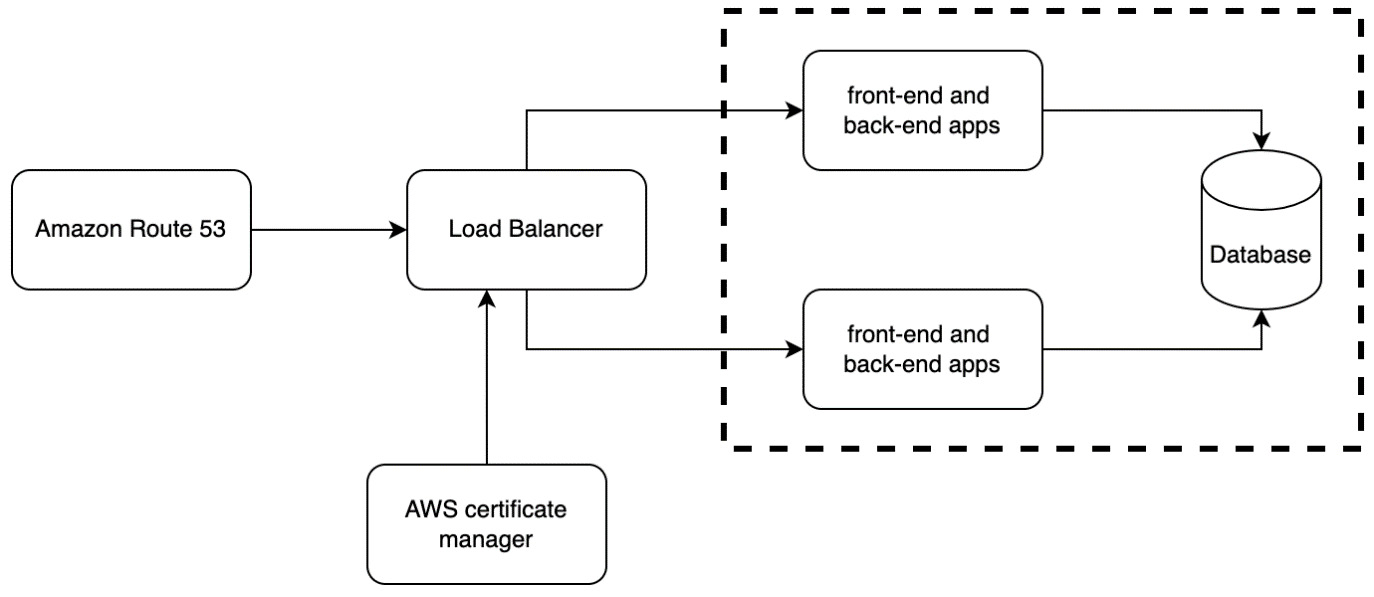 front-end and
back-end apps
Amazon Route 53
Load Balancer
Database
front-end and
back-end apps
AWS certificate
manager